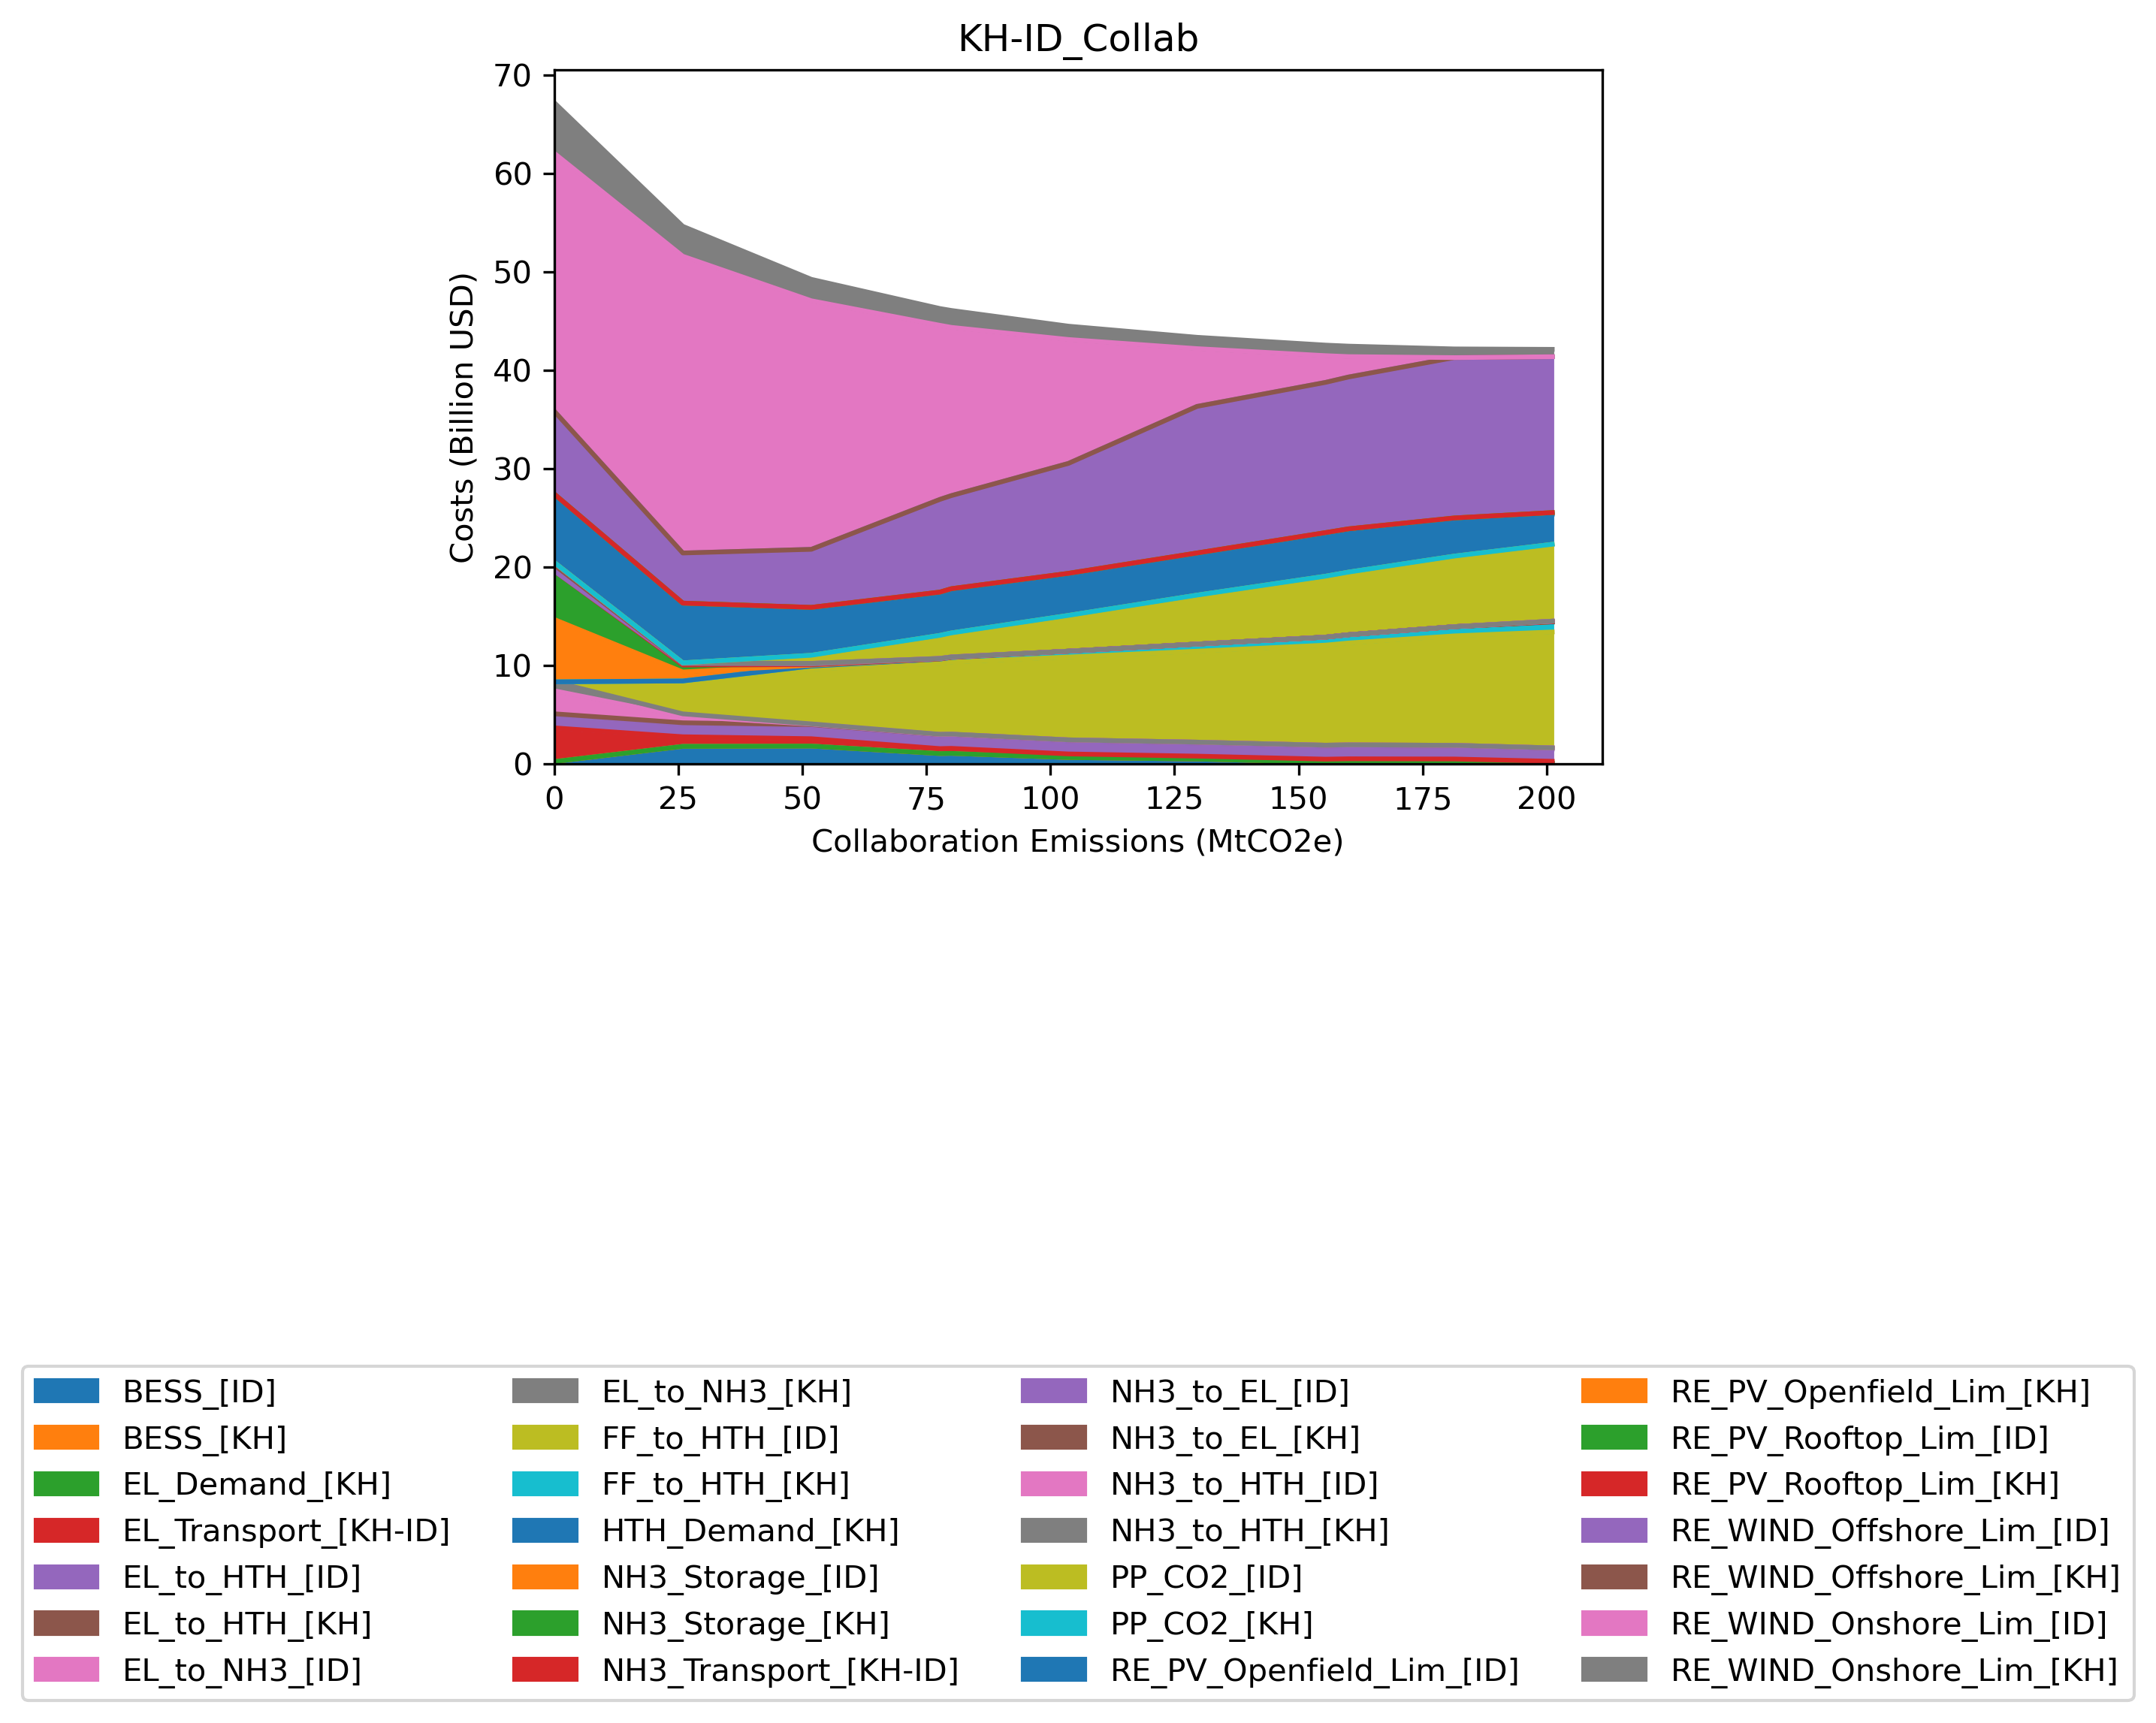 KH-ID_Collab
Costs (Billion USD)
70
60
50
40
30
20
10
0
0 25 50 75 100 125 150 175 200
Collaboration Emissions (MtCO2e)
BESS_[ID]
BESS_[KH]
EL_Demand_[KH]
EL_Transport_[KH-ID]
EL_to_HTH_[ID]
EL_to_HTH_[KH]
EL_to_NH3_[ID]
EL_to_NH3_[KH]
FF_to_HTH_[ID]
FF_to_HTH_[KH]
HTH_Demand_[KH]
NH3_Storage_[ID]
NH3_Storage_[KH]
NH3_Transport_[KH-ID]
NH3_to_EL_[ID]
NH3_to_EL_[KH]
NH3_to_HTH_[ID]
NH3_to_HTH_[KH]
PP_CO2_[ID]
PP_CO2_[KH]
RE_PV_Openfield_Lim_[ID]
RE_PV_Openfield_Lim_[KH]
RE_PV_Rooftop_Lim_[ID]
RE_PV_Rooftop_Lim_[KH]
RE_WIND_Offshore_Lim_[ID]
RE_WIND_Offshore_Lim_[KH]
RE_WIND_Onshore_Lim_[ID]
RE_WIND_Onshore_Lim_[KH]